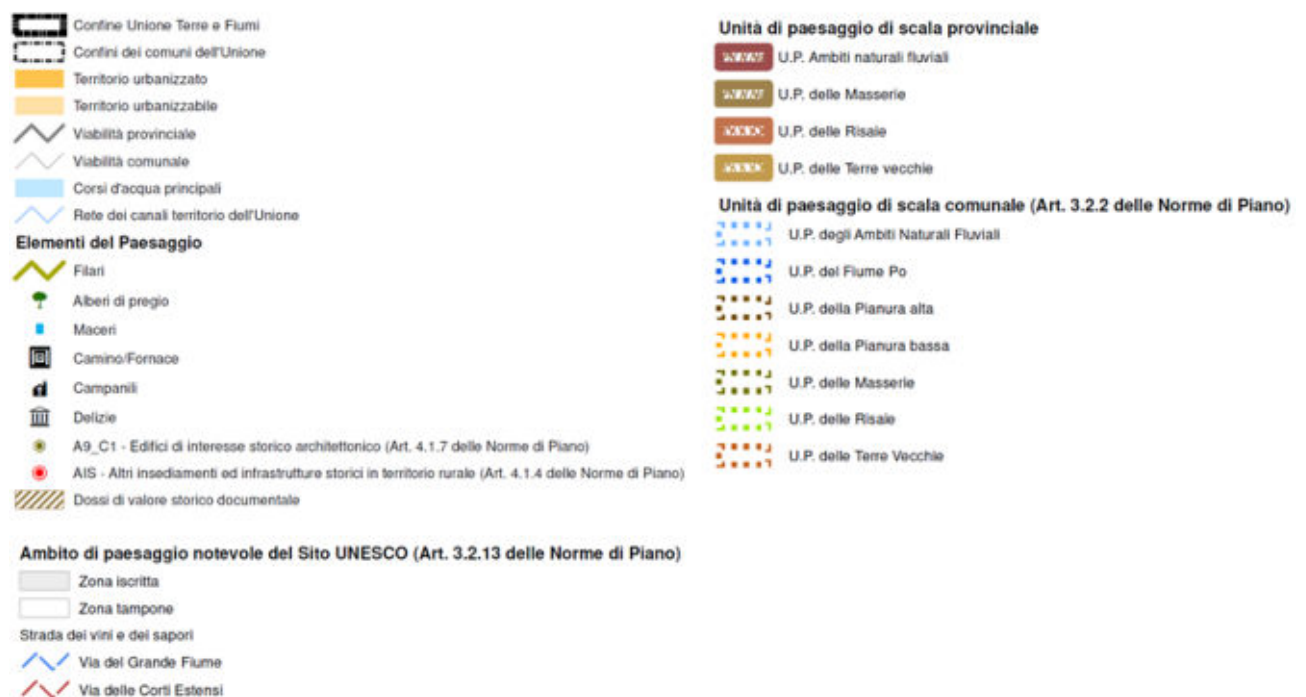 Confine Unione Terre e Fiumi
Confini dei comuni dell'Unione
Territorio urbanizzato
Territorio urbanizzabile
Viabilità provinciale
Viabilità comunale
Corsi d'acqua principali
Rete dei canali territorio dell'Unione
Elementi del Paesaggio
Filari
Alberi di pregio
Maceri
Camino/Fornace
Campanili
Delizie
A9_C1 - Edifici di interesse storico architettonico (Art. 4.1.7 delle Norme di Piano)
AIS - Altri insediamenti ed infrastrutture storici in territorio rurale (Art. 4.1.4 delle Norme di Piano)
Dossi di valore storico documentale
Ambito di paesaggio notevole del Sito UNESCO (Art. 3.2.13 delle Norme di Piano)
Zona iscritta
Zona tampone
Strada dei vini e dei sapori
Via del Grande Fiume
Via delle Corti Estensi
Unità di paesaggio di scala provinciale
U.P. Ambiti naturali fluviali
U.P. delle Masserie
U.P. delle Risaie
U.P. delle Terre vecchie
Unità di paesaggio di scala comunale (Art. 3.2.2 delle Norme di Piano)
U.P. degli Ambiti Naturali Fluviali
U.P. del Fiume Po
U.P. della Pianura alta
U.P. della Pianura bassa
U.P. delle Masserie
U.P. delle Risaie
U.P. delle Terre Vecchie